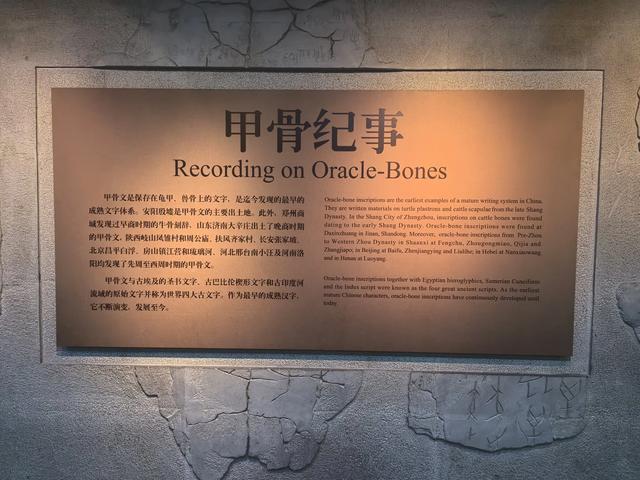 甲骨纪事
Recording on Oracle-Bones
甲骨文是保存在龟甲、兽骨上的文字，是迄今发现的最早的
成熟文字体系。安阳殷墟是甲骨文的主要出土地。此外，郑州商
城发现过早商时期的牛骨刻辞，山东济南大辛庄出土了晚商时期
的甲骨文，陕西岐山凤雏村和周公庙、扶风齐家村、长安张家坡、
北京昌平白浮、房山镇江营和琉璃河、河北邢台南小汪及河南洛
阳均发现了先周至西周时期的甲骨文。
甲骨文与古埃及的圣书文字、古巴比伦楔形文字和古印度河
流域的原始文字并称为世界四大古文字。作为最早的成熟汉字，
它不断演变，发展至今。
Oracle-bone inscriptions are the earliest examples of a mature writing system in China.
They are written materials on turtle plastrons and cattle scapulae from the late Shang
Dynasty. In the Shang City of Zhengzhou, inscriptions on cattle bones were found
dating to the early Shang Dynasty. Oracle-bone inscriptions were found at
Daxinzhuang in Jinan, Shandong. Moreover, oracle-bone inscriptions from Pre-Zhou
to Western Zhou Dynasty in Shaanxi at Fengchu, Zhougongmiao, Qijia and
Zhangjiapo; in Beijing at Baifu, Zhenjiangying and Liulihe; in Hebei at Nanxiaowang
and in Henan at Luoyang.
Oracle-bone inscriptions together with Egyptian hieroglyphics, Sumerian Cuneiform
and the Indus script were known as the four great ancient scripts. As the earliest
mature Chinese characters, oracle-bone inscriptions have continuously developed until
today.